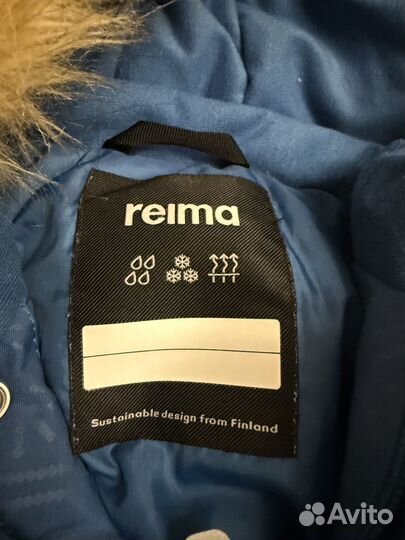 reima
Sustainable design from Finland
Avito